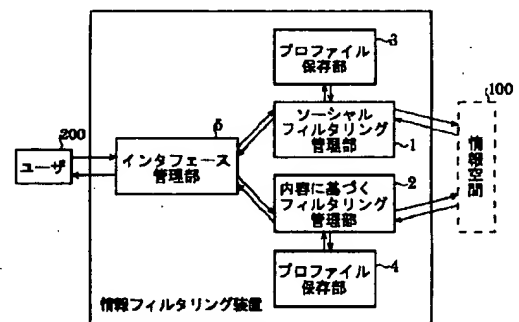 3
プロファイル
保存部
100
200
5
ソーシャル
フィルタリング
管理部
1
ユーザ
インタフェース
管理部
情報空間
2
内容に基づく
フィルタリング
管理部
プロファイル
保存部
4
情報フィルタリング装置